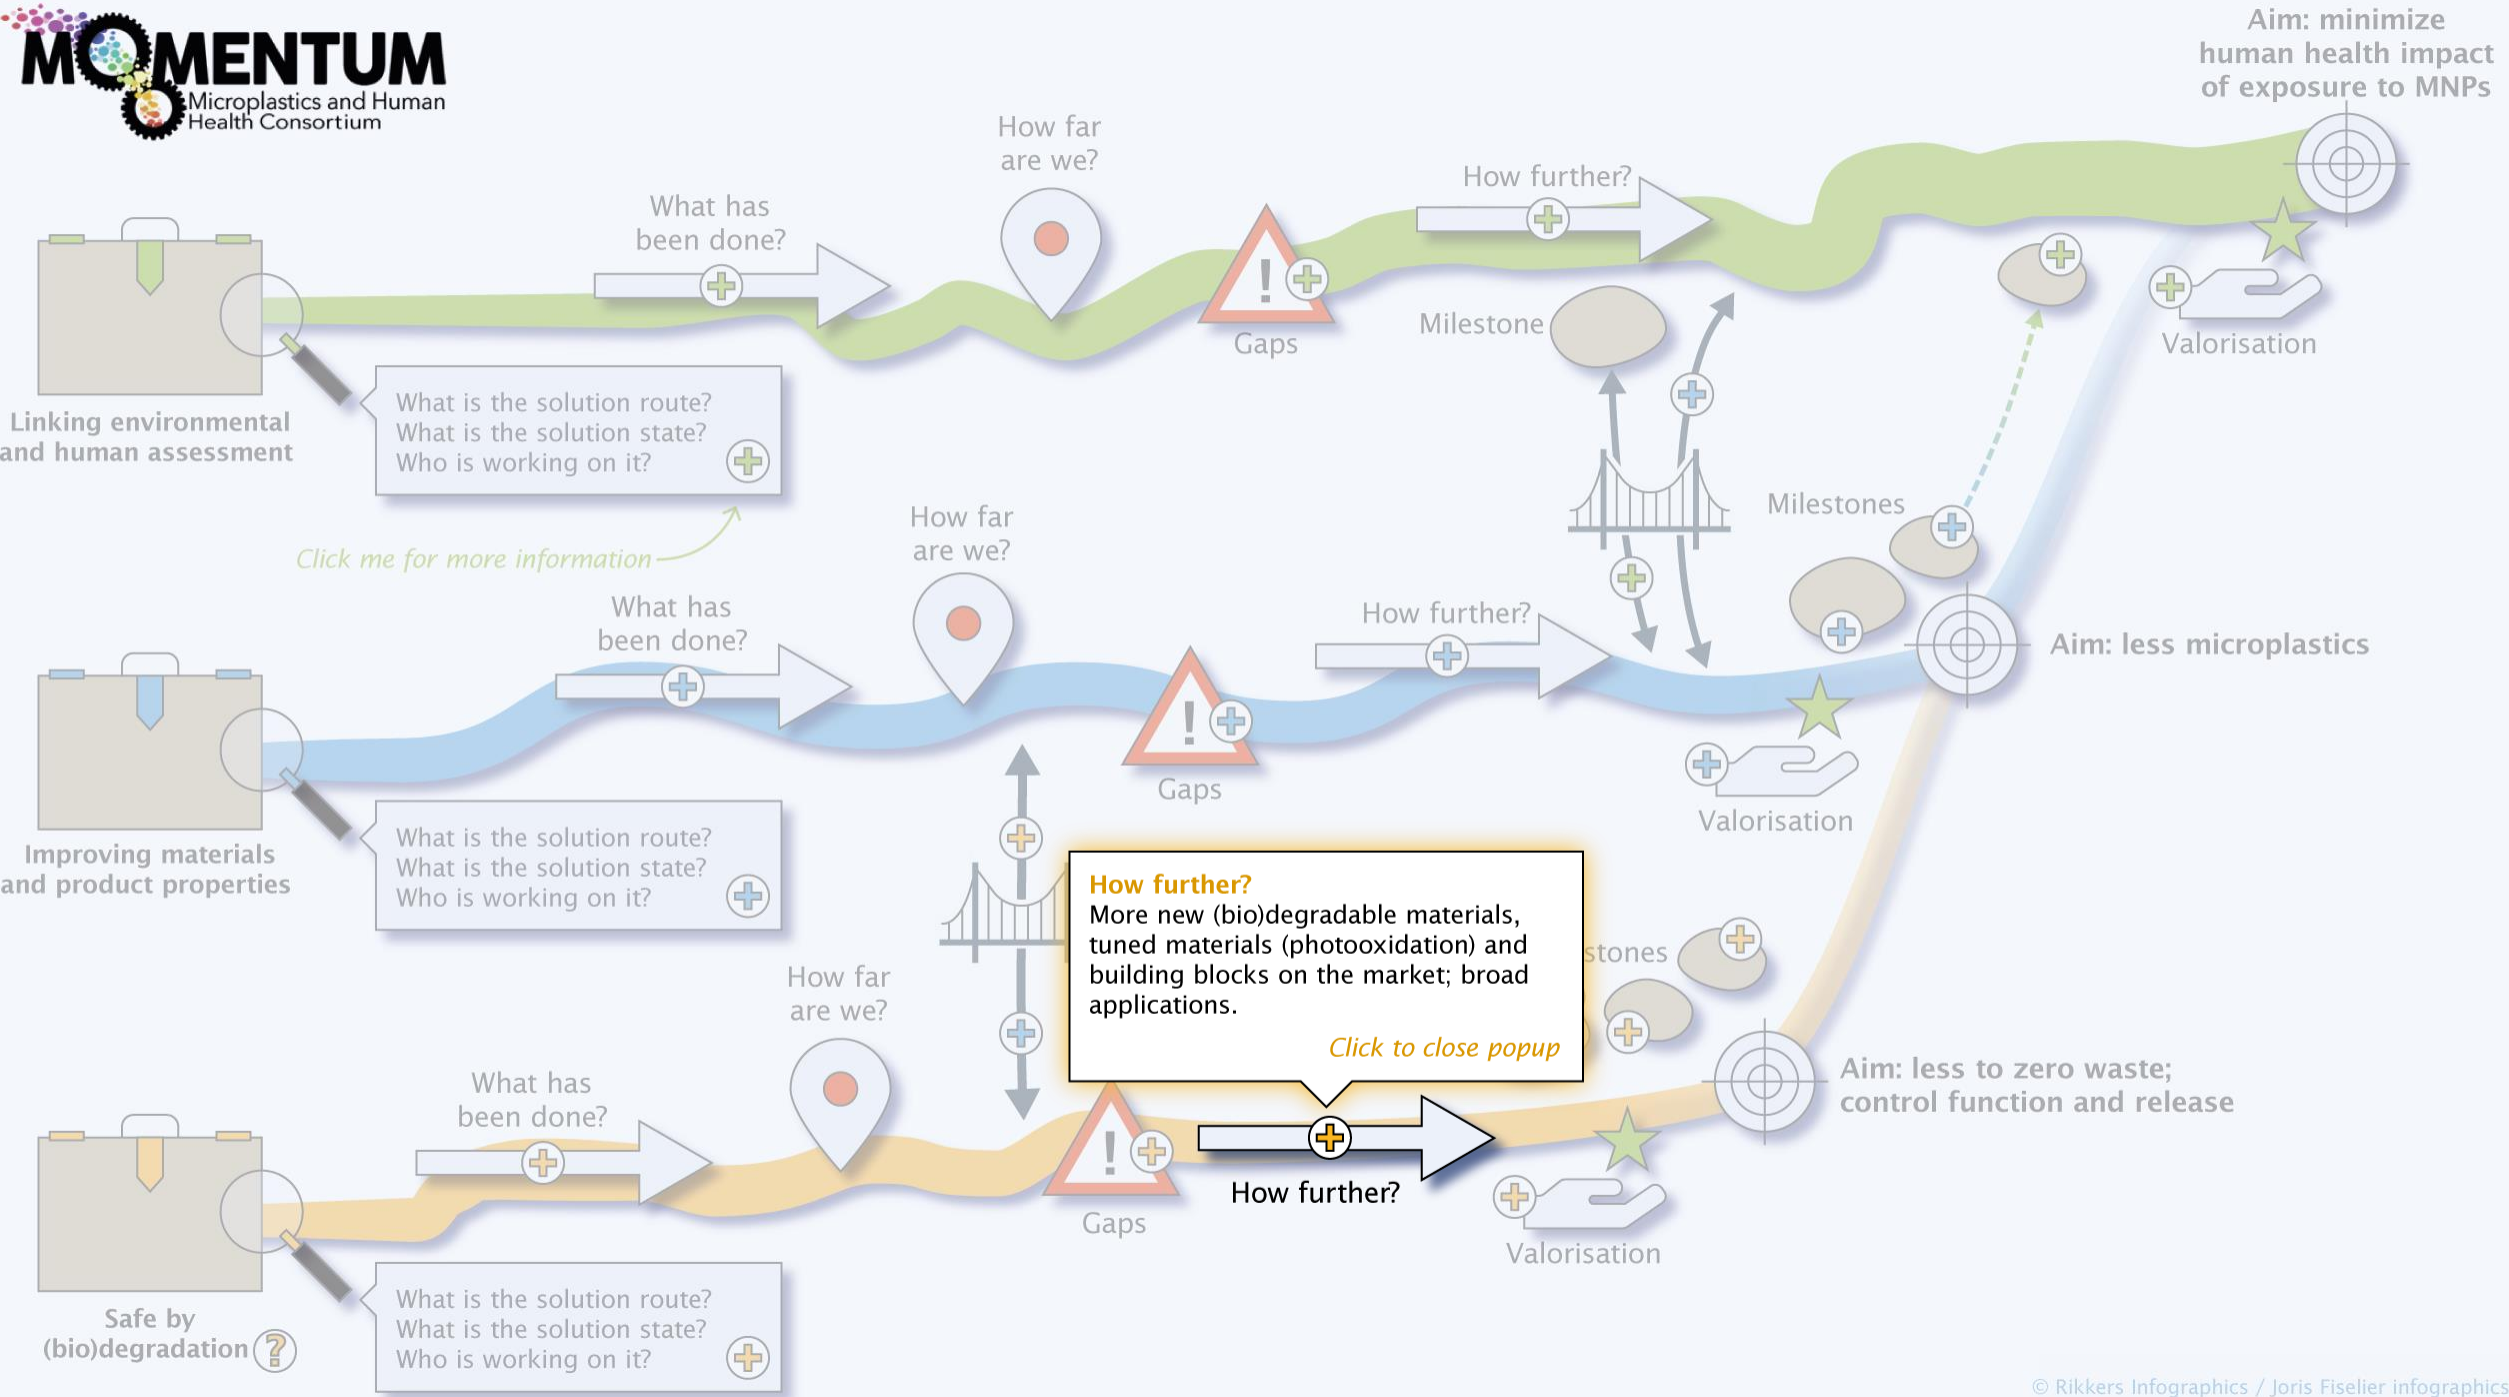 MOMENTUM
Microplastics and Human
Health Consortium
Aim: minimize
human health impact
of exposure to MNPs
How far
are we?
How further?
What has
been done?
!
Gaps
Milestone
Valorisation
Linking environmental
and human assessment
What is the solution route?
What is the solution state?
Who is working on it?
Click me for more information
How far
are we?
Milestones
What has
been done?
How further?
Aim: less microplastics
!
Gaps
Valorisation
Improving materials
and product properties
What is the solution route?
What is the solution state?
Who is working on it?
How further?
More new (bio)degradable materials,
tuned materials (photooxidation) and
building blocks on the market; broad
applications.
Click to close popup
stones
How far
are we?
What has
been done?
Aim: less to zero waste;
control function and release
!
Gaps
How further?
Valorisation
Safe by
(bio)degradation ?
What is the solution route?
What is the solution state?
Who is working on it?
© Rikkers Infographics / Joris Fiselier infographics